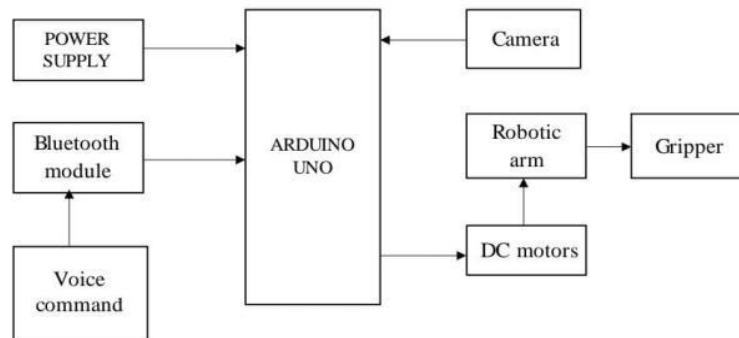 POWER
SUPPLY
Bluetooth
module
Voice
command
ARDUINO
UNO
Camera
Robotic
arm
Gripper
DC motors